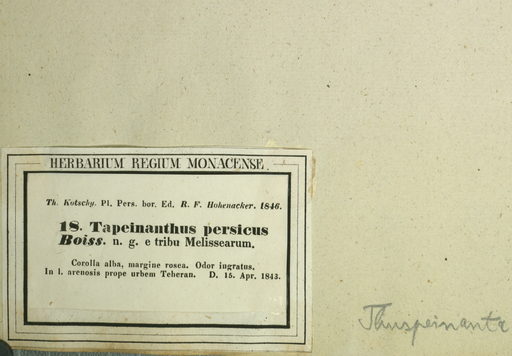 HERBARIUM REGIUM MONACENSE.
Th. Kotschy. Pl. Pers. bor. Ed. R. F. Hohenacker. 1846.
18. Tapeinanthus persicus
Boiss. n. g. e tribu Melissearum.
Corolla alba, margine rosea. Odor ingratus.
In l. arenosis prope urbem Teheran. D. 15. Apr. 1843.
Thuspeinanta